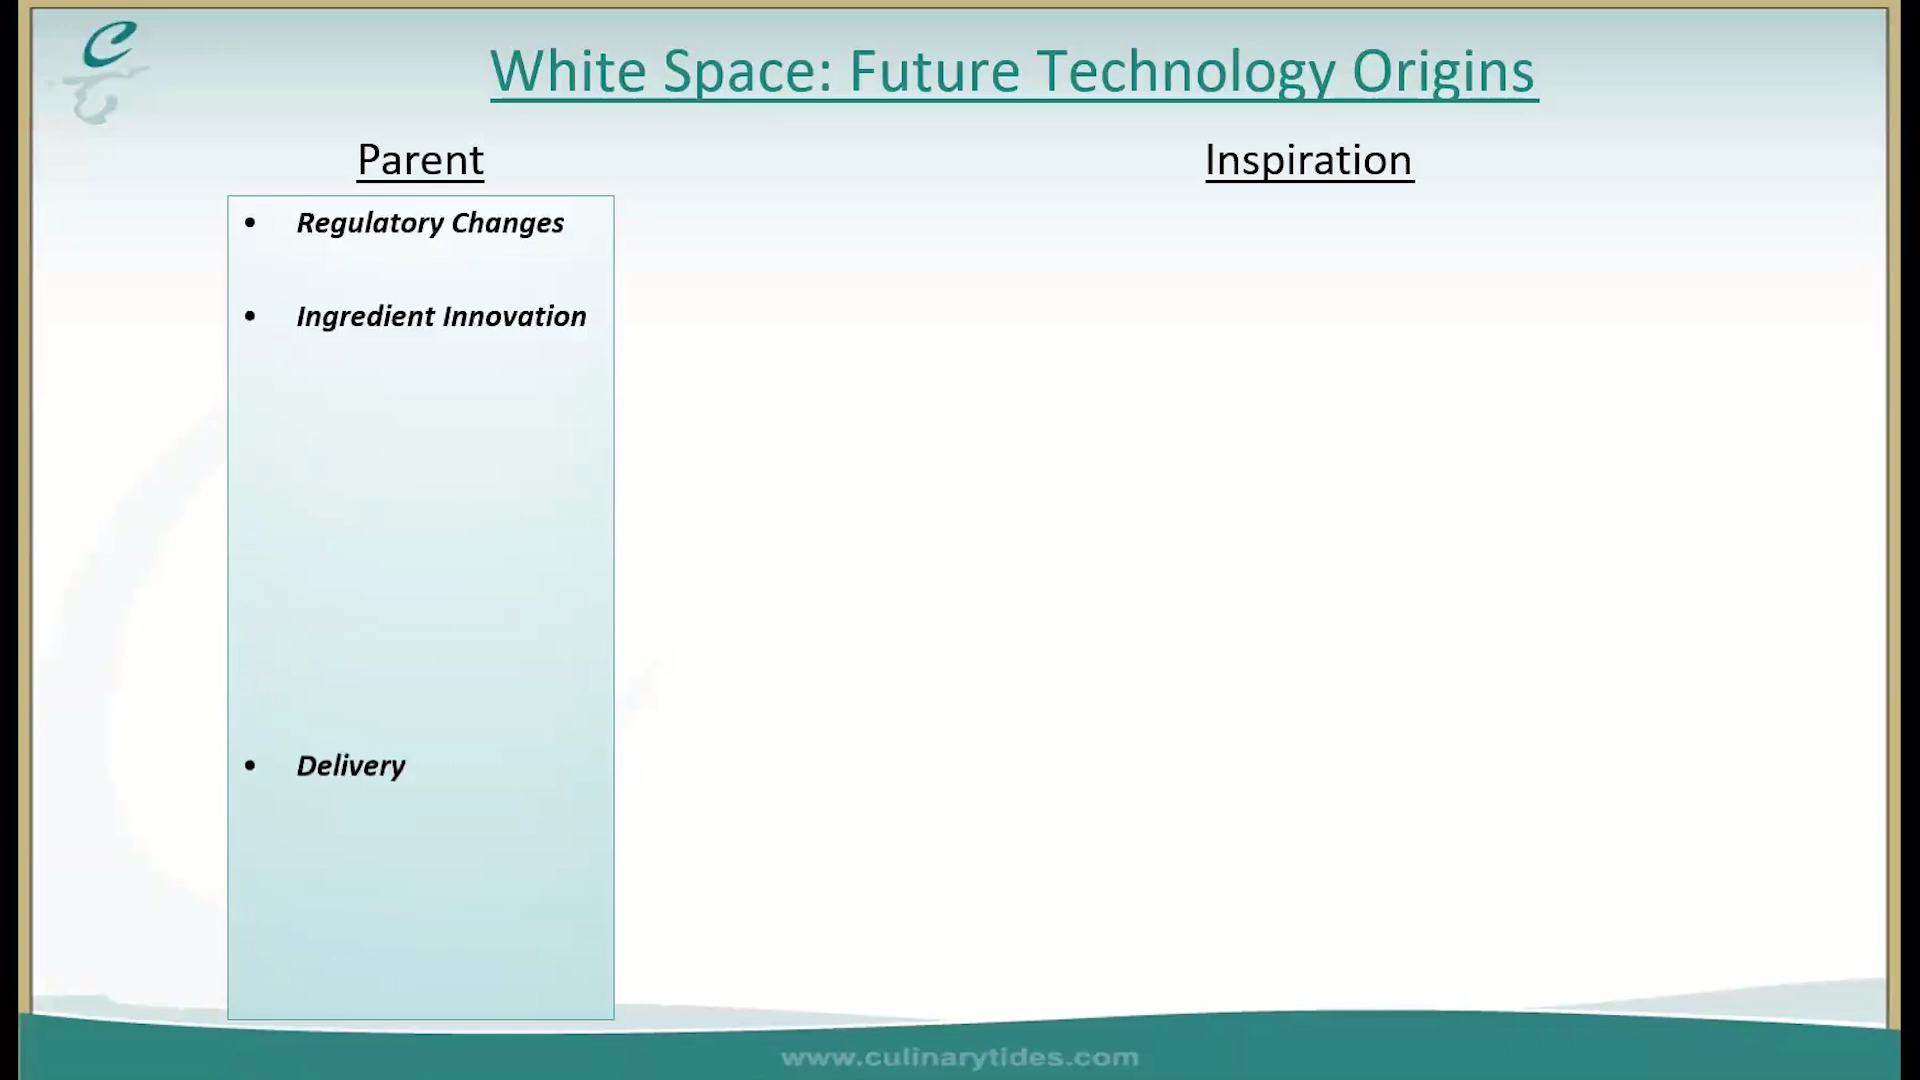 White Space: Future Technology Origins
Parent
Inspiration
• Regulatory Changes
• Ingredient Innovation
• Delivery
www.culinarytides.com